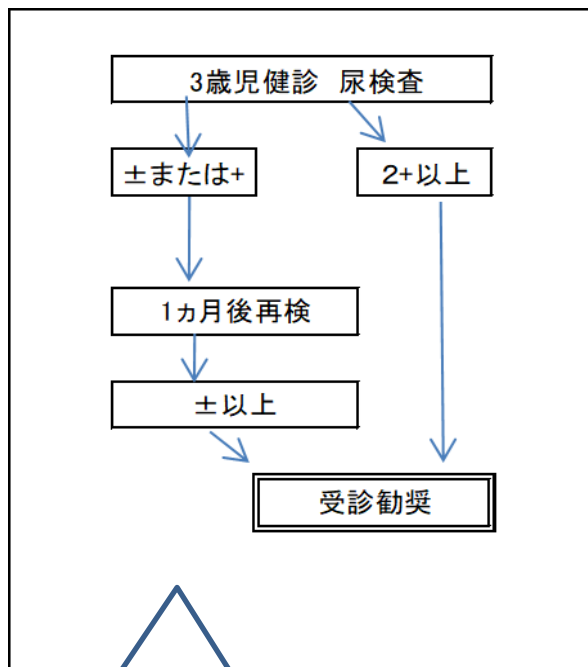 3歳児健診 尿検査
±または+
2+以上
1ヵ月後再検
±以上
受診勧奨